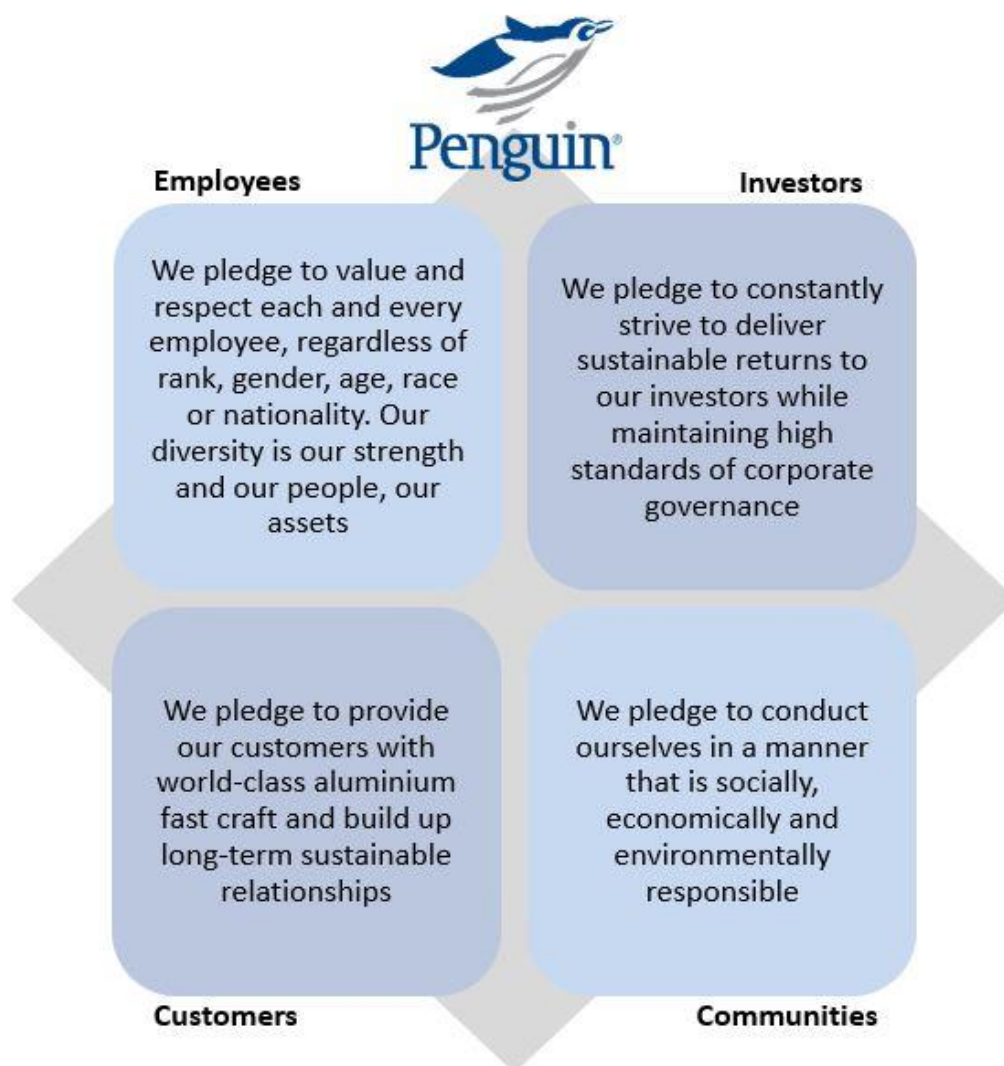 Penguin®
Employees
We pledge to value and
respect each and every
employee, regardless of
rank, gender, age, race
or nationality. Our
diversity is our strength
and our people, our
assets
Investors
We pledge to constantly
strive to deliver
sustainable returns to
our investors while
maintaining high
standards of corporate
governance
We pledge to provide
our customers with
world-class aluminium
fast craft and build up
long-term sustainable
relationships
Customers
We pledge to conduct
ourselves in a manner
that is socially,
economically and
environmentally
responsible
Communities